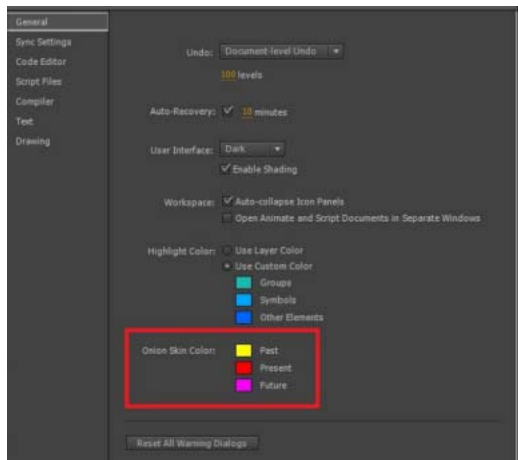 General
Sync Settings
Code Editor
Script Files
Compiler
Text
Drawing
Undo: Document-level Undo
100 levels
Auto-Recovery: 10 minutes
User Interface: Dark
Enable Shading
Workspace: Auto-collapse Icon Panels
Open Animate and Script Documents in Separate Windows
Highlight Color: Use Layer Color
Use Custom Color
Groups
Symbols
Other Elements
Onion Skin Color: Past
Present
Future
Reset All Warning Dialogs